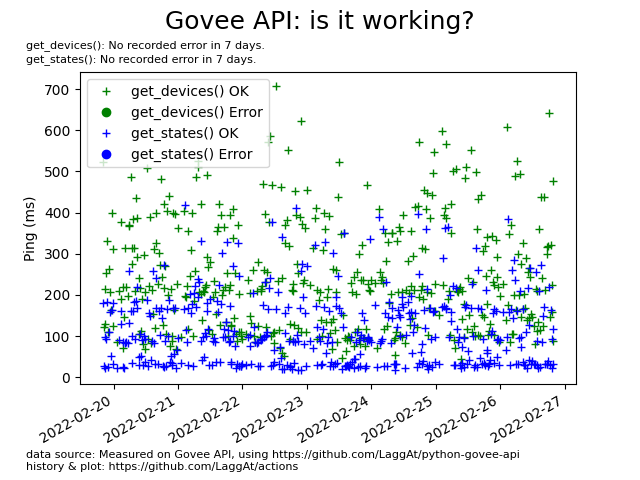 Govee API: is it working?
get_devices(): No recorded error in 7 days.
get_states(): No recorded error in 7 days.
get_devices() OK
get_devices() Error
get_states() OK
get_states() Error
Ping (ms)
700
600
500
400
300
200
100
0
2022-02-20
2022-02-21
2022-02-22
2022-02-23
2022-02-24
2022-02-25
2022-02-26
2022-02-27
data source: Measured on Govee API, using https://github.com/LaggAt/python-govee-api
history & plot: https://github.com/LaggAt/actions